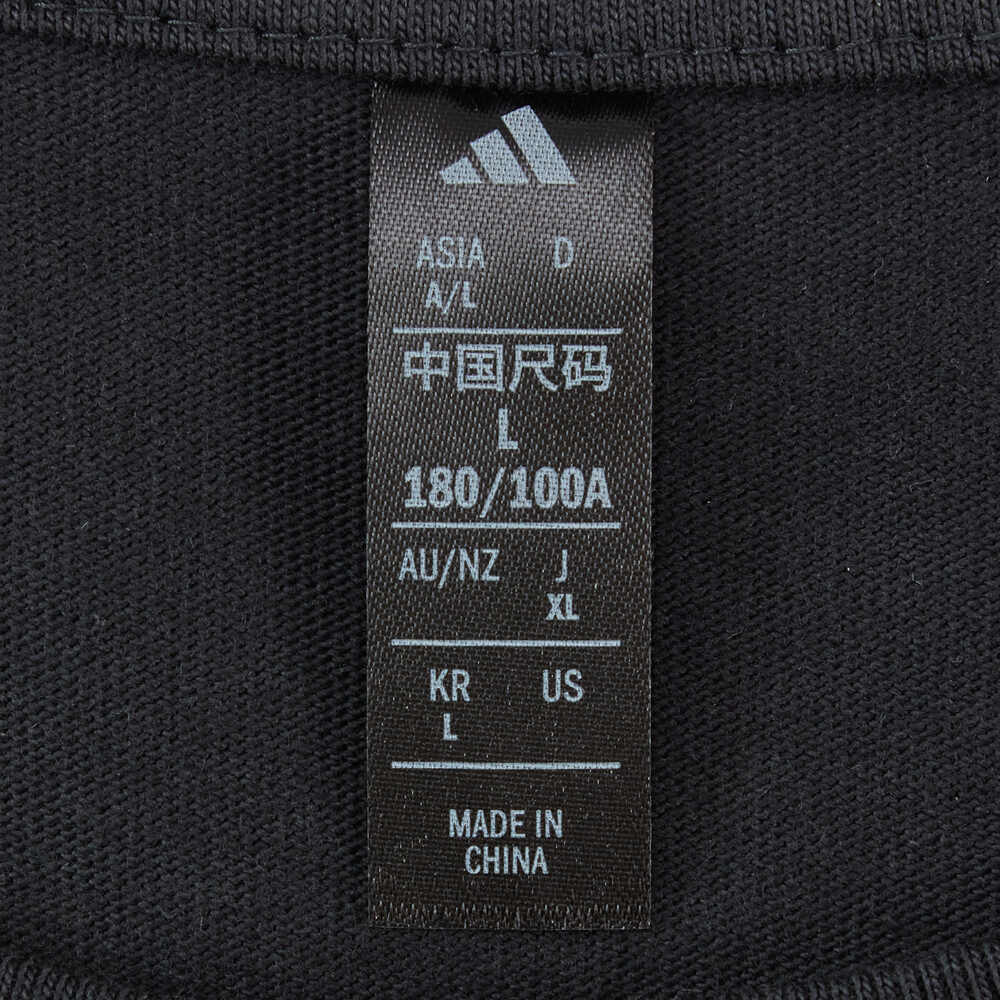 ASIA D
A/L
中国尺码
L
180/100A
AU/NZ J
XL
KR US
L
MADE IN
CHINA